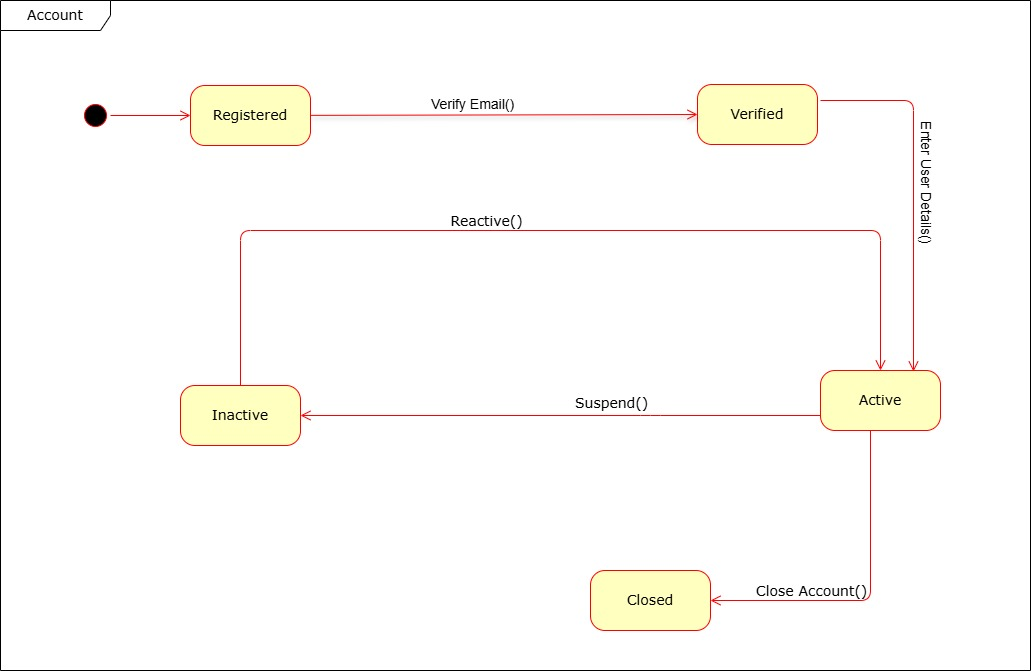 Account
Registered
Verify Email()
Verified
Enter User Details()
Reactive()
Inactive
Suspend()
Active
Close Account()
Closed